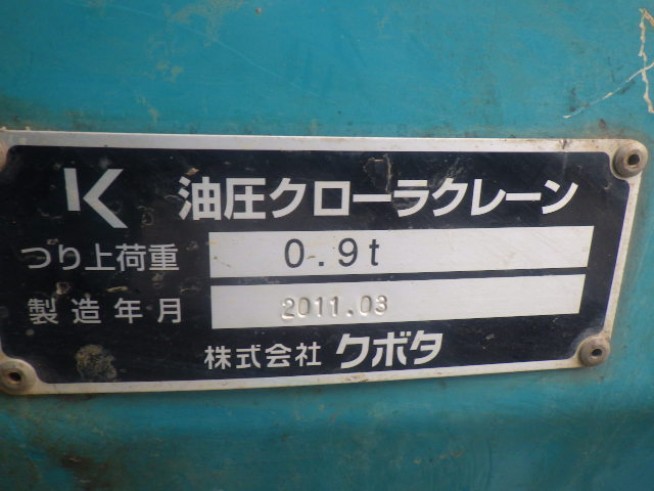 K 油圧クローラクレーン
つり上荷重 0.9t
製造年月 2011.03
株式会社 クボタ